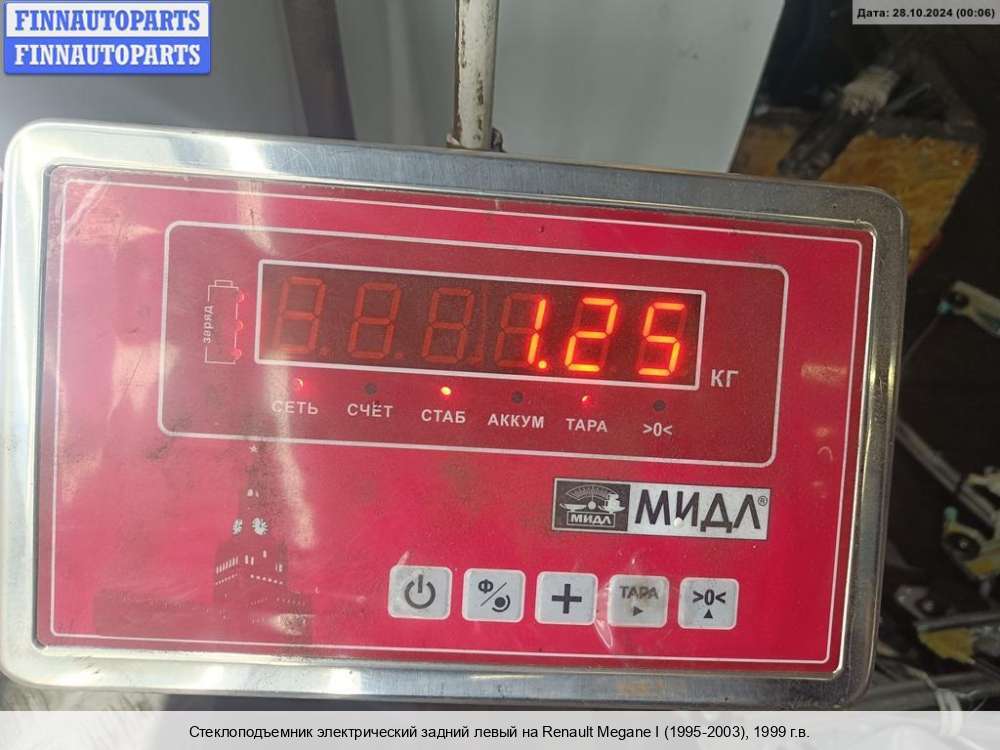 FINNAUTOPARTS
FINNAUTOPARTS
Дата: 28.10.2024 (00:06)
заряд
1.25
КГ
СЕТЬ СЧЁТ СТАБ АККУМ ТАРА >0<
МИДЛ МИДЛ®
Ф ТАРА >0<
Стеклоподъемник электрический задний левый на Renault Megane I (1995-2003), 1999 г.в.